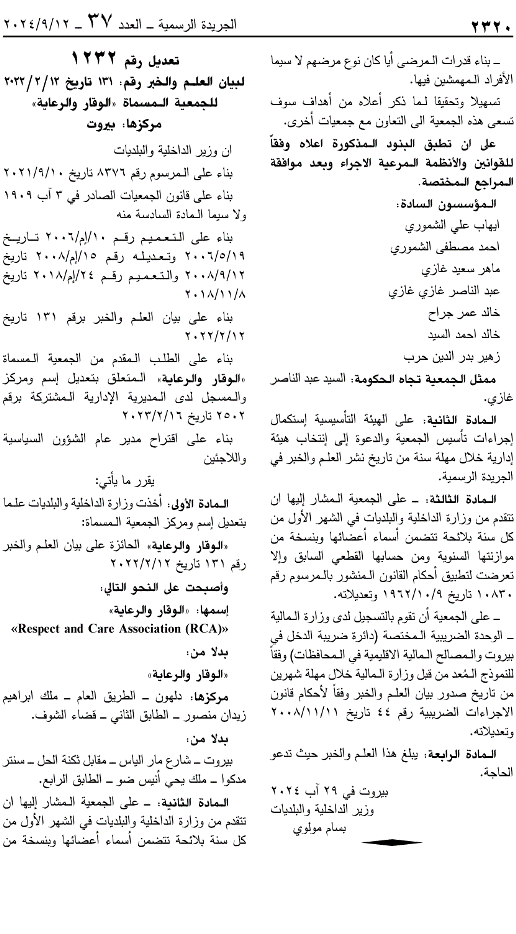 ٢٣٢٠
الجريدة الرسمية ــ العدد ٣٧ ــ ٢٠٢٤/٩/١٢
ــ بناء قدرات المرضى أيا كان نوع مرضهم لا سيما
الأفراد المهمشين فيها.
تسهيلا وتحقيقا لما ذكر أعلاه من أهداف سوف
تسعى هذه الجمعية الى التعاون مع جمعيات أخرى.
على ان تطبق البنود المذكورة اعلاه وفقاً
للقوانين والأنظمة المرعية الاجراء وبعد موافقة
المراجع المختصة.
المؤسسون السادة:
ايهاب علي الشموري
احمد مصطفى الشموري
ماهر سعيد غازي
عبد الناصر غازي غازي
خالد عمر جراح
خالد احمد السيد
زهير بدر الدين حرب
ممثل الجمعية تجاه الحكومة: السيد عبد الناصر
غازي.
المادة الثانية: على الهيئة التأسيسية إستكمال
إجراءات تأسيس الجمعية والدعوة إلى إنتخاب هيئة
إدارية خلال مهلة سنة من تاريخ نشر العلم والخبر في
الجريدة الرسمية.
المادة الثالثة: ــ على الجمعية المشار إليها ان
تتقدم من وزارة الداخلية والبلديات في الشهر الأول من
كل سنة بلائحة تتضمن أسماء أعضائها وبنسخة من
موازنتها السنوية ومن حسابها القطعي السابق وإلا
تعرضت لتطبيق أحكام القانون المنشور بالمرسوم رقم
١٠٨٣٠ تاريخ ١٩٦٢/١٠/٩ وتعديلاته.
ــ على الجمعية أن تقوم بالتسجيل لدى وزارة المالية
ــ الوحدة الضريبية المختصة (دائرة ضريبة الدخل في
بيروت والمصالح المالية الاقليمية في المحافظات) وفقاً
للنموذج المُعد من قبل وزارة المالية خلال مهلة شهرين
من تاريخ صدور بيان العلم والخبر وفقاً لأحكام قانون
الاجراءات الضريبية رقم ٤٤ تاريخ ٢٠٠٨/١١/١١
وتعديلاته.
المادة الرابعة: يبلغ هذا العلم والخبر حيث تدعو
الحاجة.
بيروت في ٢٩ آب ٢٠٢٤
وزير الداخلية والبلديات
بسام مولوي
تعديل رقم ١٢٣٢
لبيان العلم والخبر رقم: ١٣١ تاريخ ٢٠٢٢/٢/١٢
للجمعية المسماة «الوقار والرعاية»
مركزها: بيروت
ان وزير الداخلية والبلديات
بناء على المرسوم رقم ٨٣٧٦ تاريخ ٢٠٢١/٩/١٠
بناء على قانون الجمعيات الصادر في ٣ آب ١٩٠٩
ولا سيما المادة السادسة منه
بناء على التعميم رقم ١٠/إم/٢٠٠٦ تاريخ
٢٠٠٦/٥/١٩ وتعديله رقم ١٥/إم/٢٠٠٨ تاريخ
٢٠٠٨/٩/١٢ والتعميم رقم ٢٤/إم/٢٠١٨ تاريخ
٢٠١٨/١١/٨
بناء على بيان العلم والخبر برقم ١٣١ تاريخ
٢٠٢٢/٢/١٢
بناء على الطلب المقدم من الجمعية المسماة
«الوقار والرعاية» المتعلق بتعديل إسم ومركز
والمسجل لدى المديرية الإدارية المشتركة برقم
٢٥٠٢ تاريخ ٢٠٢٣/٢/١٦
بناء على اقتراح مدير عام الشؤون السياسية
واللاجئين
يقرر ما يأتي:
المادة الأولى: أخذت وزارة الداخلية والبلديات علما
بتعديل إسم ومركز الجمعية المسماة:
«الوقار والرعاية» الحائزة على بيان العلم والخبر
رقم ١٣١ تاريخ ٢٠٢٢/٢/١٢
وأصبحت على النحو التالي:
إسمها: «الوقار والرعاية»
«Respect and Care Association (RCA)»
بدلا من:
«الوقار والرعاية»
مركزها: دلهون ــ الطريق العام ــ ملك ابراهيم
زيدان منصور ــ الطابق الثاني ــ قضاء الشوف.
بدلا من:
بيروت ــ شارع مار الياس ــ مقابل ثكنة الحلو ــ سنتر
مدكوا ــ ملك يحي أنيس ضو ــ الطابق الرابع.
المادة الثانية: ــ على الجمعية المشار إليها ان
تتقدم من وزارة الداخلية والبلديات في الشهر الأول من
كل سنة بلائحة تتضمن أسماء أعضائها وبنسخة من